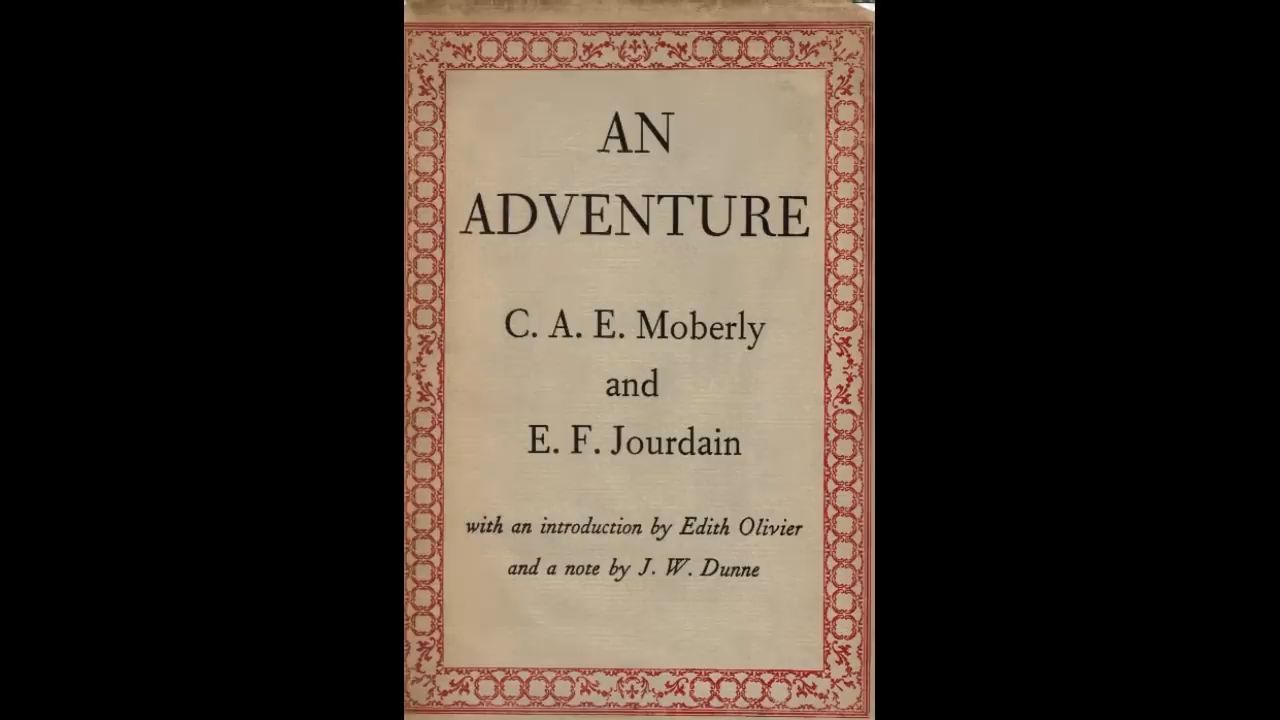 AN
ADVENTURE
C. A. E. Moberly
and
E. F. Jourdain
with an introduction by Edith Olivier
and a note by J. W. Dunne